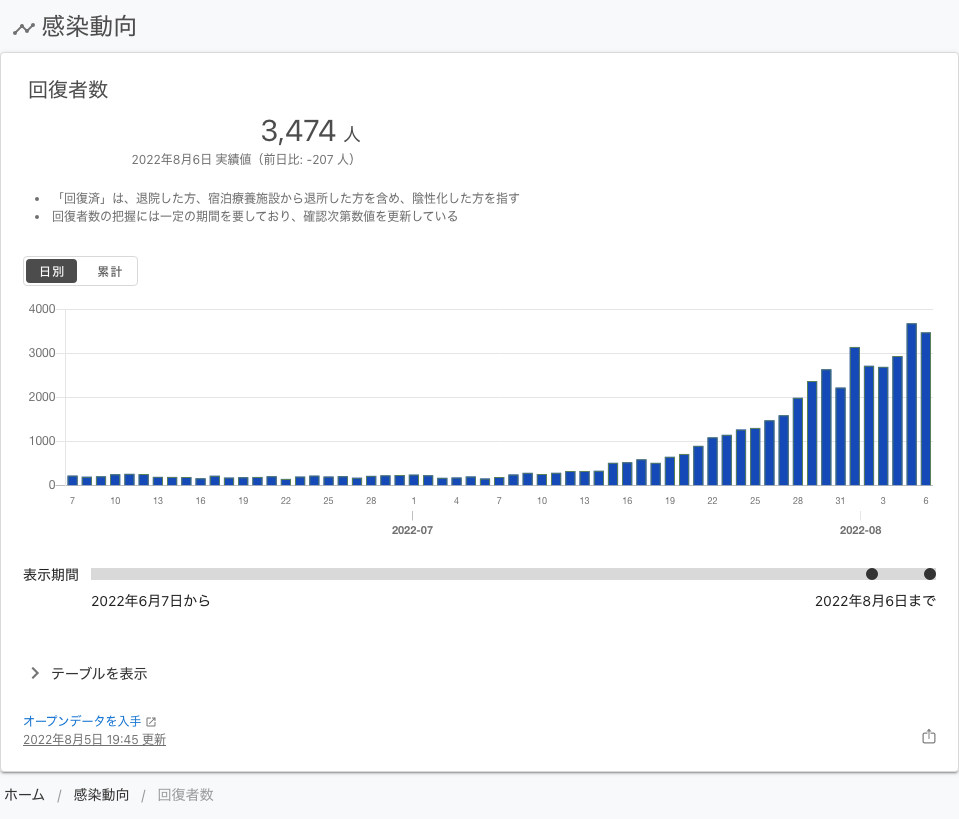 感染動向
回復者数
3,474 人
2022年8月6日 実績値（前日比: -207 人）
「回復済」は、退院した方、宿泊療養施設から退所した方を含め、陰性化した方を指す
回復者数の把握には一定の期間を要しており、確認次第数値を更新している
日別 累計
4000
3000
2000
1000
0
7 10 13 16 19 22 25 28 1 4 7 10 13 16 19 22 25 28 31 3 6
2022-07 2022-08
表示期間
2022年6月7日から 2022年8月6日まで
テーブルを表示
オープンデータを入手
2022年8月5日 19:45 更新
ホーム / 感染動向 / 回復者数